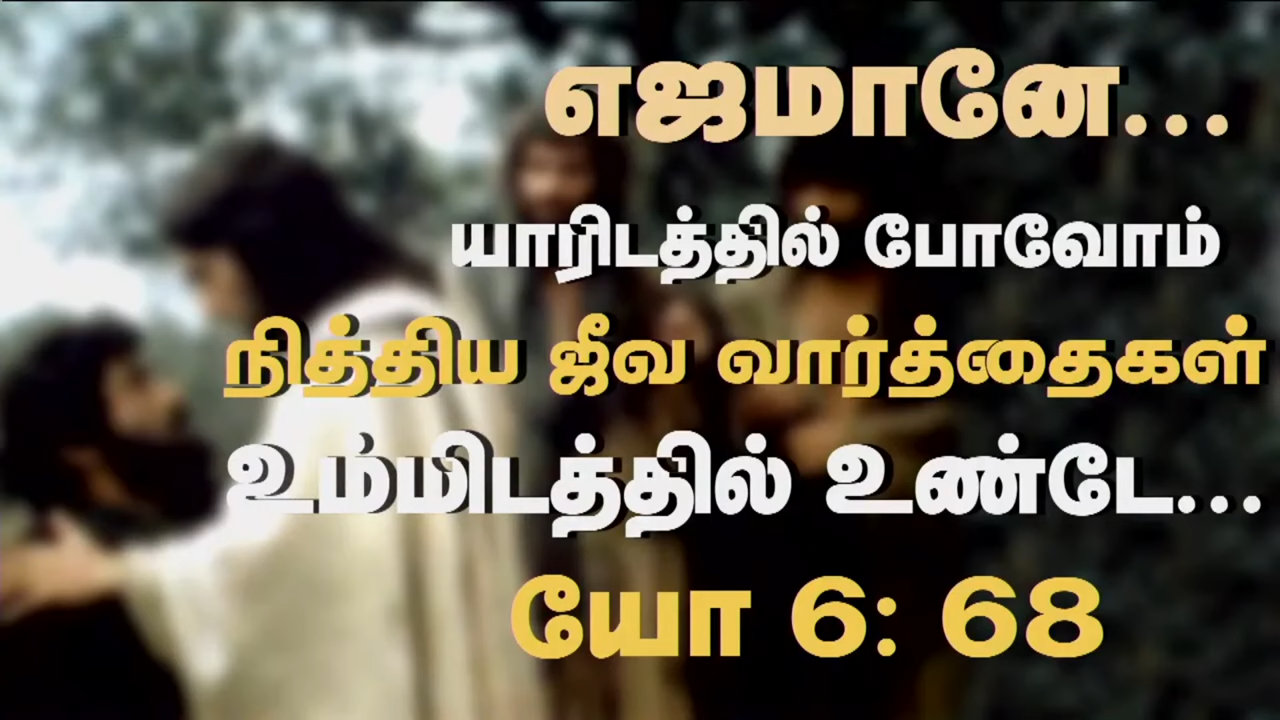 எஜமானே...
யாரிடத்தில் போவோம்
நித்திய ஜீவ வார்த்தைகள்
உம்மிடத்தில் உண்டே...
யோ 6: 68